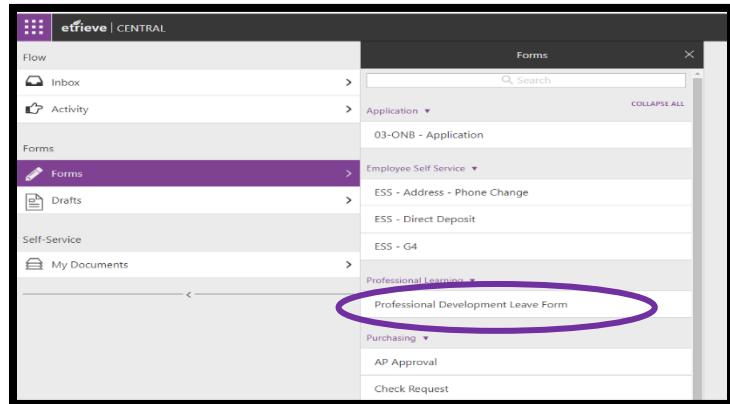 etrieve | CENTRAL
Flow
Inbox
Activity
Forms
Forms
Drafts
Self-Service
My Documents
Forms
Search
Application
COLLAPSE ALL
03-ONB - Application
Employee Self Service
ESS - Address - Phone Change
ESS - Direct Deposit
ESS - G4
Professional Learning
Professional Development Leave Form
Purchasing
AP Approval
Check Request